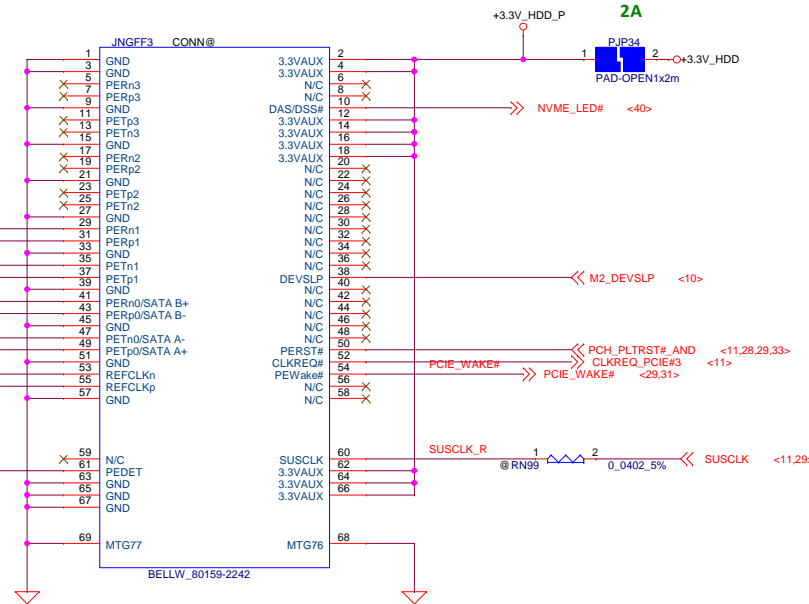 2A
+3.3V_HDD_P
JNGFF3 CONN@
PJP34
1 2
+3.3V_HDD
PAD-OPEN1x2m
1 GND 3.3VAUX 2
3 GND 3.3VAUX 4
5 PERn3 N/C 6
7 PERp3 N/C 8
9 GND DAS/DSS# 10 NVME_LED# <40>
11 PETp3 3.3VAUX 12
13 PETn3 3.3VAUX 14
15 GND 3.3VAUX 16
17 PERn2 3.3VAUX 18
19 PERp2 N/C 20
21 GND N/C 22
23 PETp2 N/C 24
25 PETn2 N/C 26
27 GND N/C 28
29 PERn1 N/C 30
31 PERp1 N/C 32
33 GND N/C 34
35 PETn1 N/C 36
37 PETp1 DEVSLP 38 M2_DEVSLP <10>
39 GND N/C 40
41 PERn0/SATA B+ N/C 42
43 PERp0/SATA B- N/C 44
45 GND N/C 46
47 PETn0/SATA A- N/C 48
49 PETp0/SATA A+ PERST# 50 PCH_PLTRST#_AND <11,28,29,33>
51 GND CLKREQ# 52 CLKREQ_PCIE#3 <11>
53 REFCLKn PEWake# 54 PCIE_WAKE# PCIE_WAKE# <29,31>
55 REFCLKp N/C 56
57 GND N/C 58
59 N/C SUSCLK 60 SUSCLK_R 1 2 SUSCLK <11,29
@RN99 0_0402_5%
61 PEDET 3.3VAUX 62
63 GND 3.3VAUX 64
65 GND 3.3VAUX 66
67 GND
69 MTG77 MTG76 68
BELLW_80159-2242